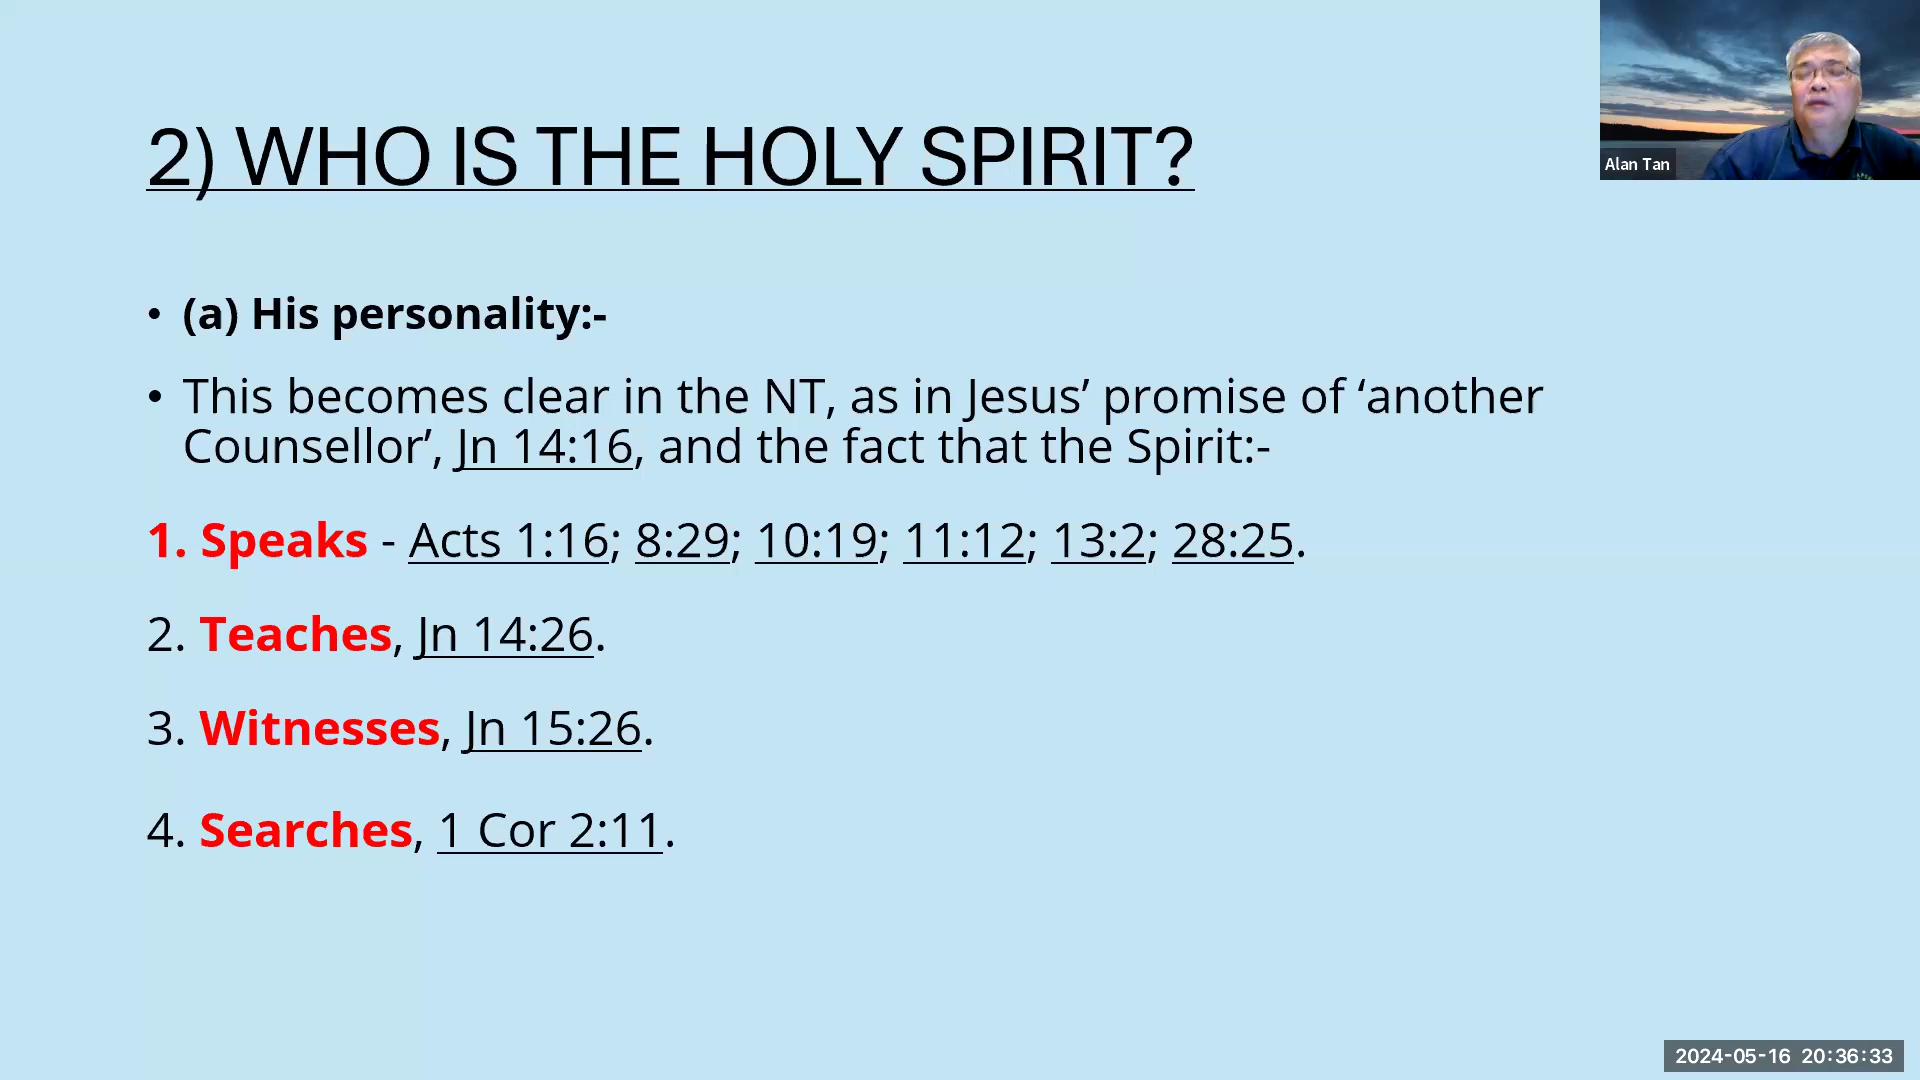 2) WHO IS THE HOLY SPIRIT?
Alan Tan
• (a) His personality:-
• This becomes clear in the NT, as in Jesus’ promise of ‘another
Counsellor’, Jn 14:16, and the fact that the Spirit:-
1. Speaks - Acts 1:16; 8:29; 10:19; 11:12; 13:2; 28:25.
2. Teaches, Jn 14:26.
3. Witnesses, Jn 15:26.
4. Searches, 1 Cor 2:11.
2024-05-16 20:36:33